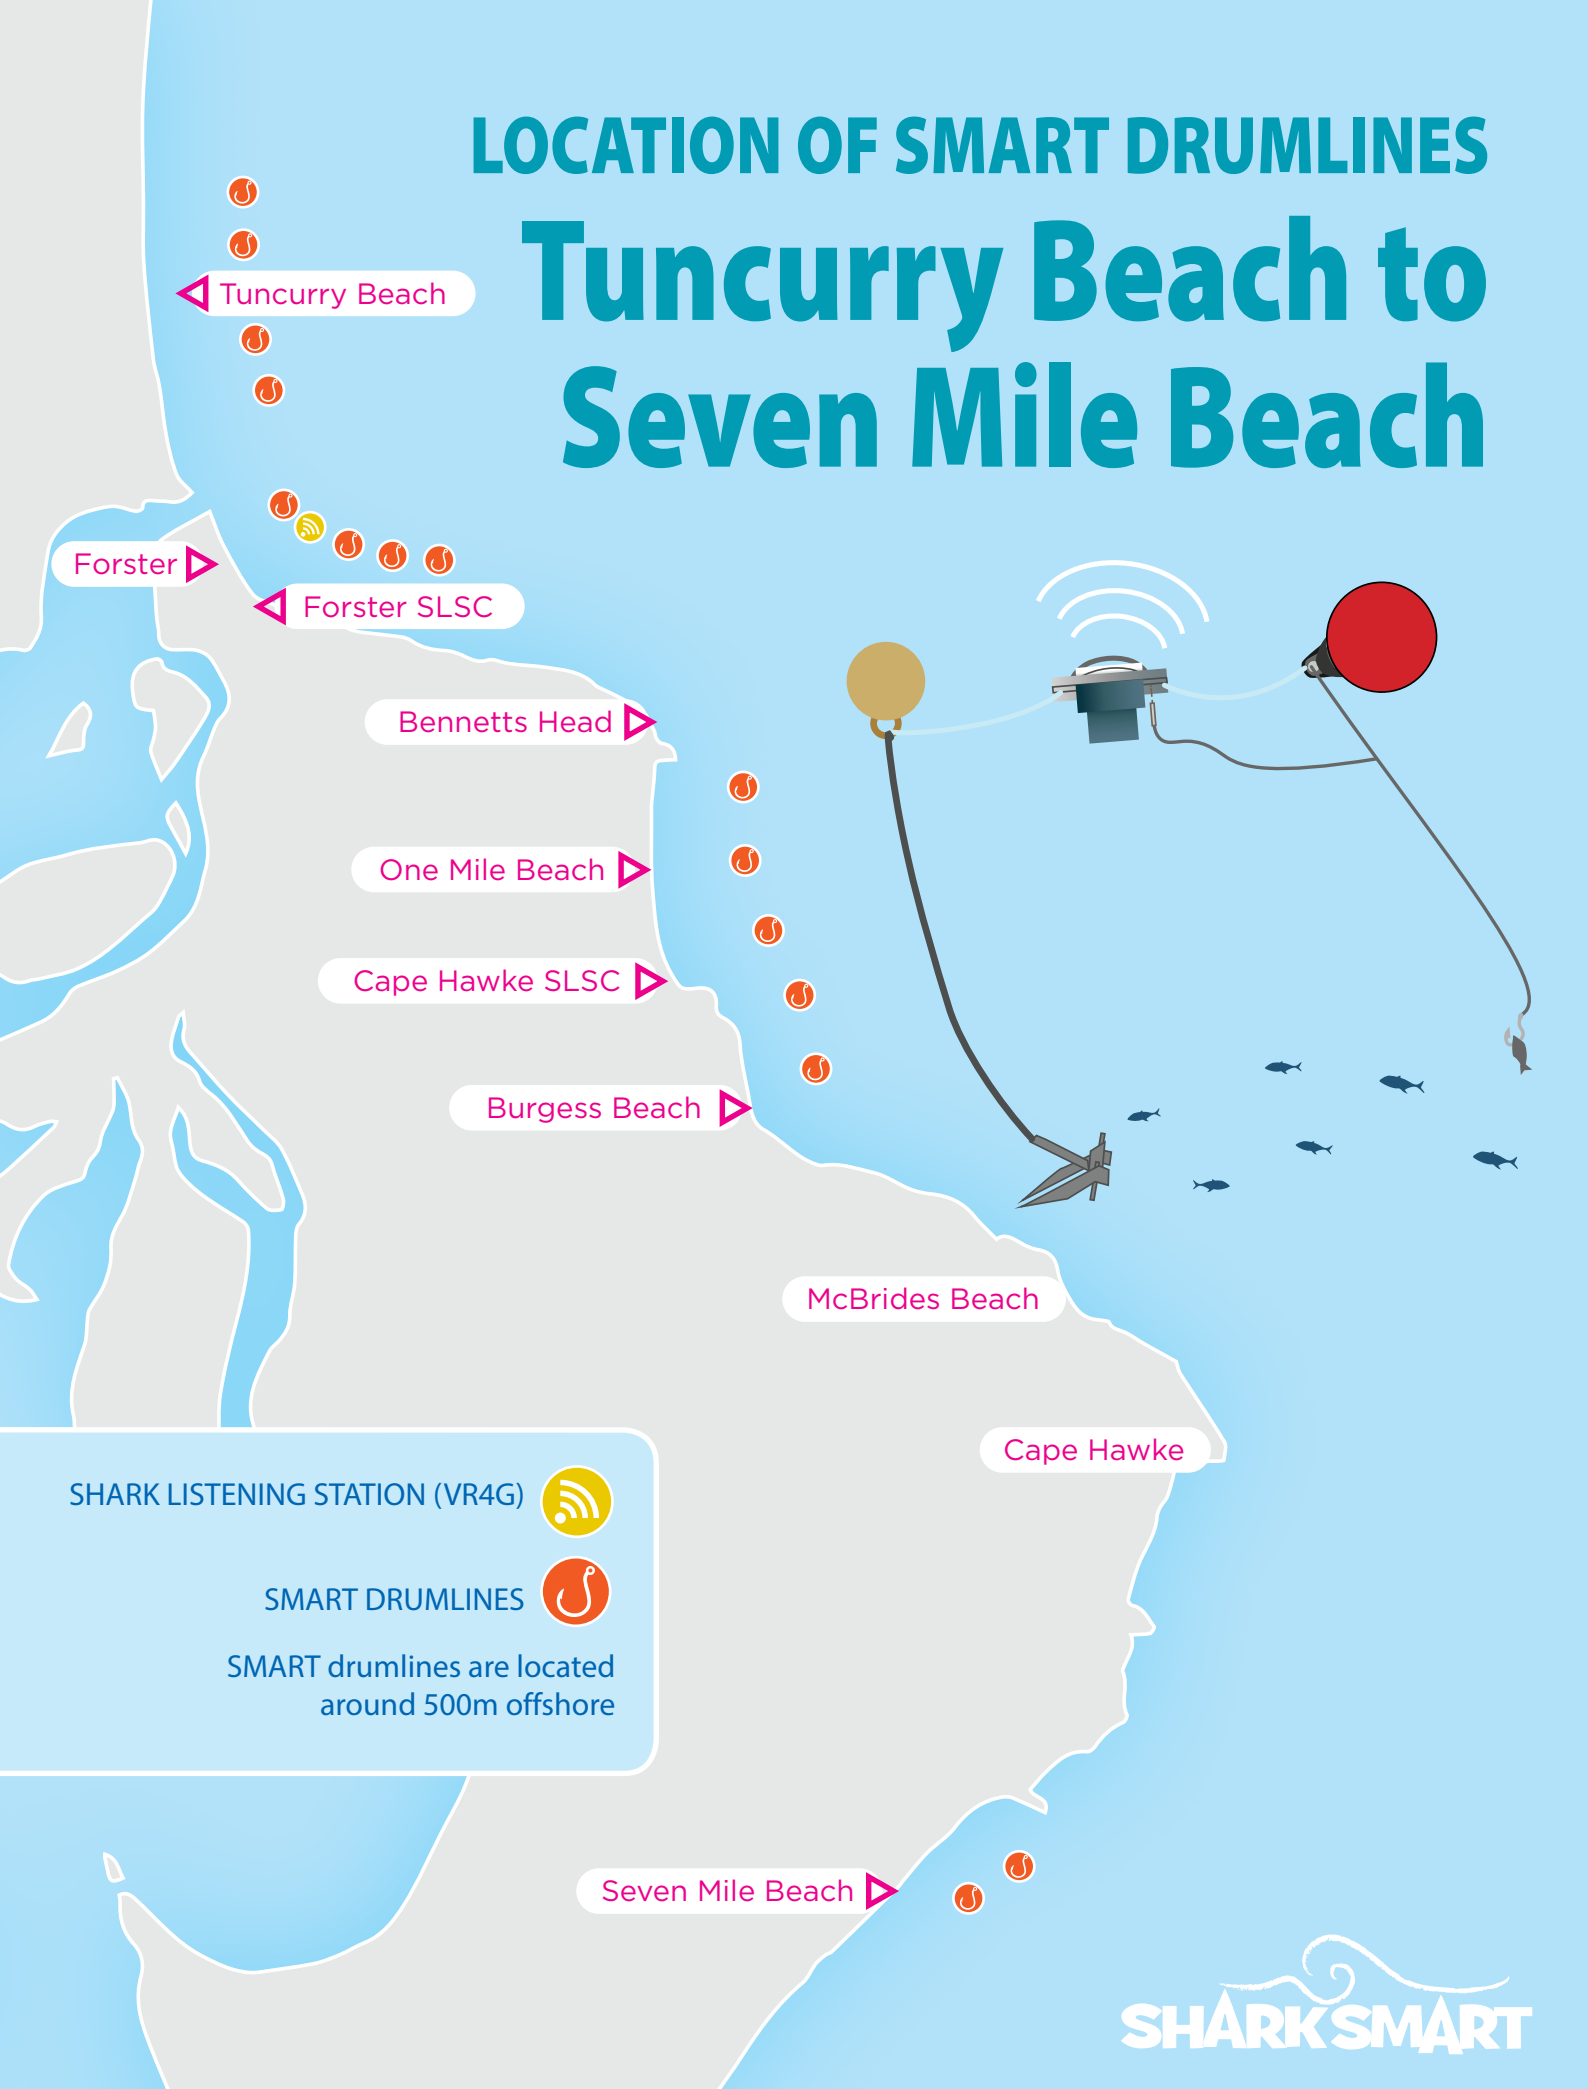 LOCATION OF SMART DRUMLINES
Tuncurry Beach to
Seven Mile Beach
Tuncurry Beach
Forster
Forster SLSC
Bennetts Head
One Mile Beach
Cape Hawke SLSC
Burgess Beach
McBrides Beach
Cape Hawke
SHARK LISTENING STATION (VR4G)
SMART DRUMLINES
SMART drumlines are located
around 500m offshore
Seven Mile Beach
SHARKSMART